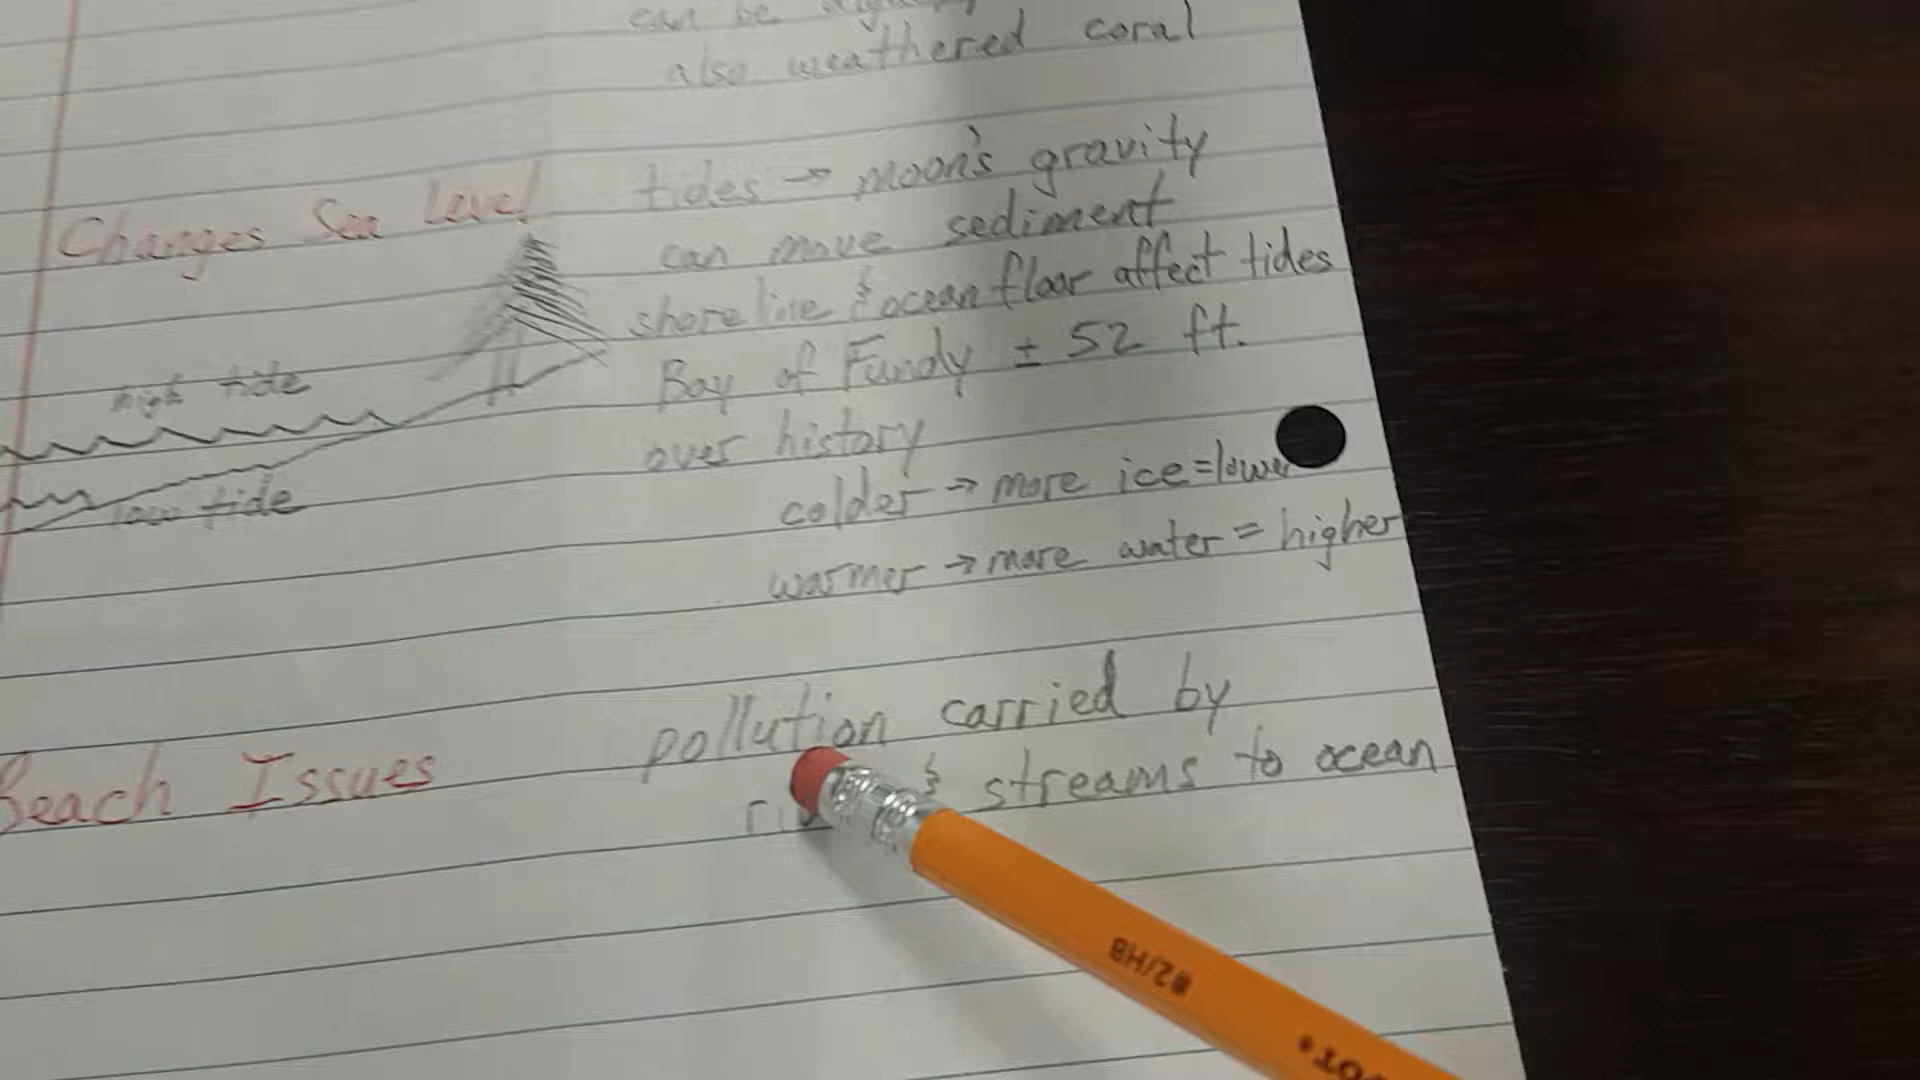 can be
also weathered coral
Changes Sea Level
tides → moon's gravity
can move sediment
shoreline & ocean floor affect tides
Bay of Fundy ± 52 ft.
high tide
low tide
over history
colder → more ice = lower
warmer → more water = higher
Beach Issues
pollution carried by
& streams to ocean
#2/HB